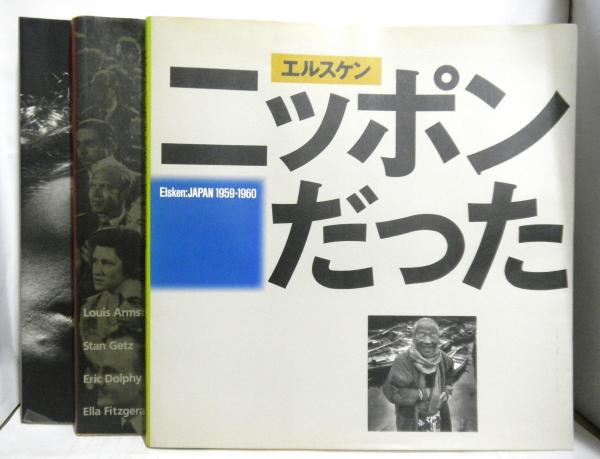 エルスケン
ニッポン
だった
Elsken:JAPAN 1959-1960
Louis Arms
Stan Getz
Eric Dolphy
Ella Fitzgera